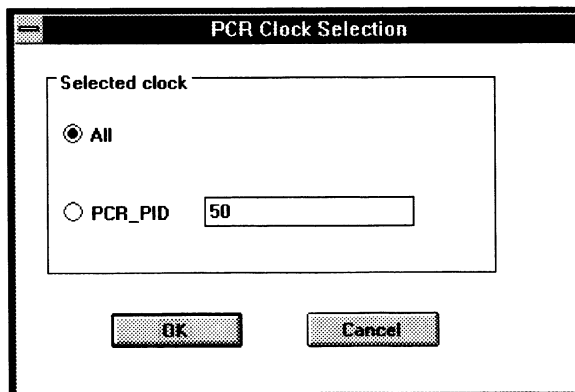 PCR Clock Selection
Selected clock
All
PCR_PID 50
OK Cancel